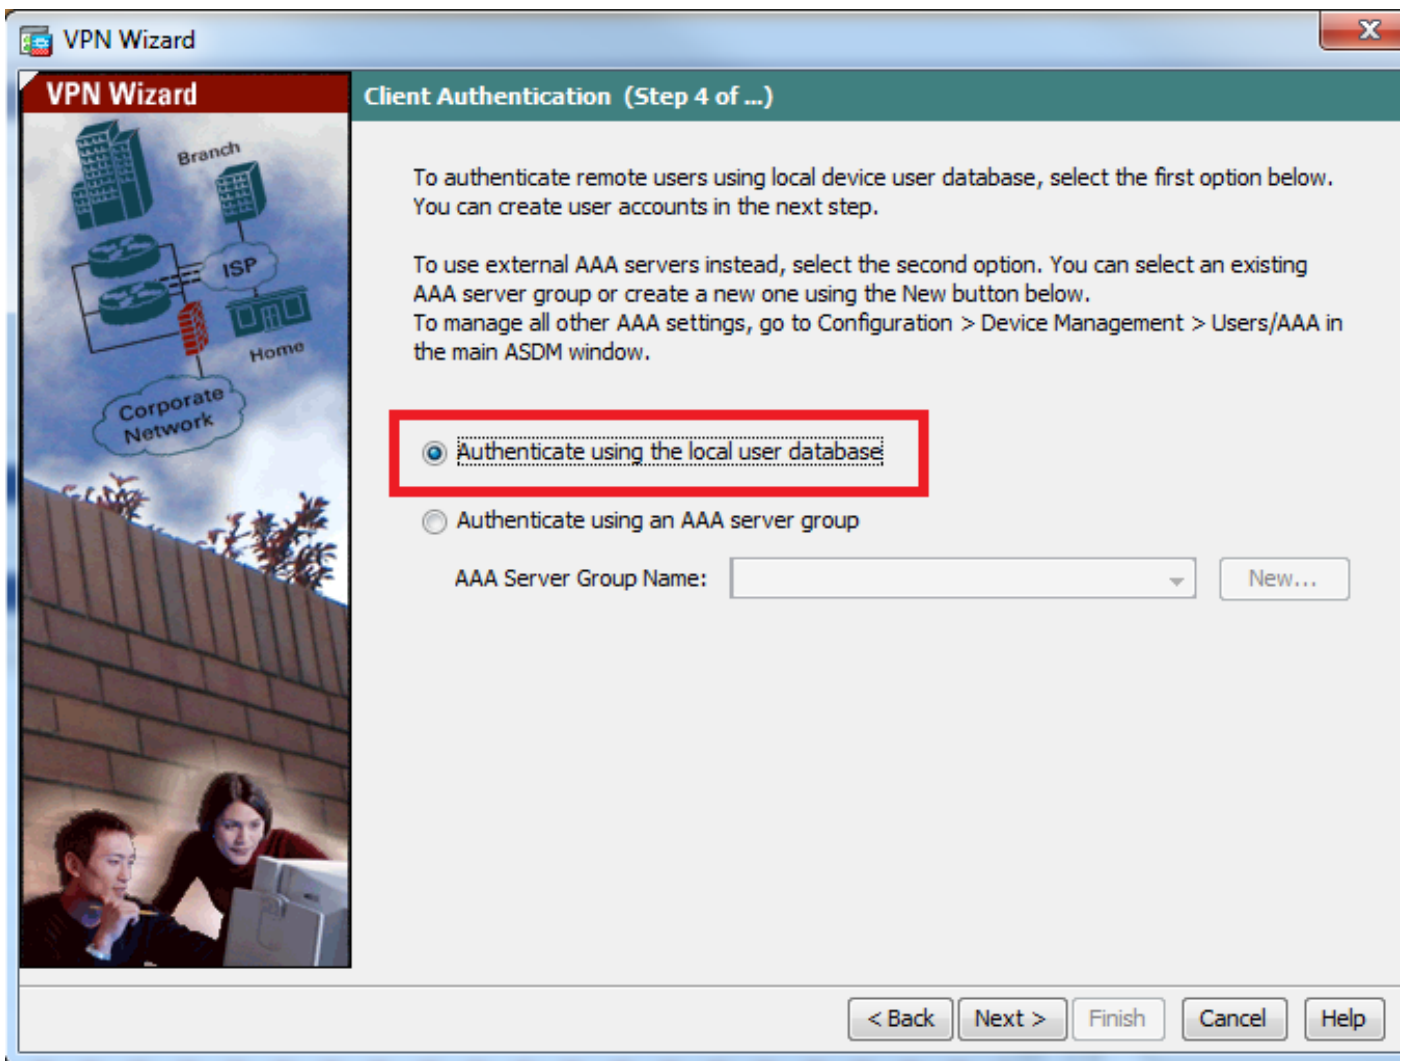 VPN Wizard
X
VPN Wizard
Client Authentication (Step 4 of ...)
Branch
ISP
Home
Corporate
Network
To authenticate remote users using local device user database, select the first option below.
You can create user accounts in the next step.
To use external AAA servers instead, select the second option. You can select an existing
AAA server group or create a new one using the New button below.
To manage all other AAA settings, go to Configuration > Device Management > Users/AAA in
the main ASDM window.
Authenticate using the local user database
Authenticate using an AAA server group
AAA Server Group Name:
New...
< Back
Next >
Finish
Cancel
Help